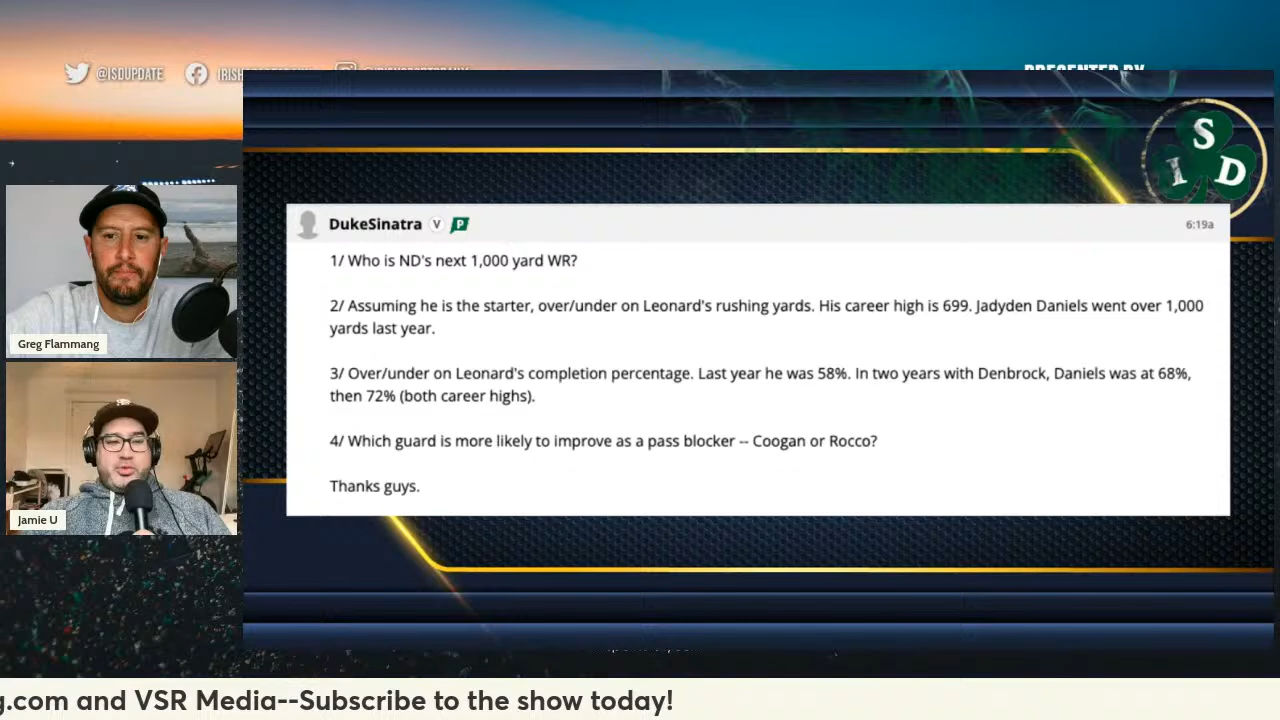 @ISDUPDATE
PRESENTED BY
I S D
DukeSinatra V P
6:19a
1/ Who is ND's next 1,000 yard WR?
2/ Assuming he is the starter, over/under on Leonard's rushing yards. His career high is 699. Jadyden Daniels went over 1,000
yards last year.
3/ Over/under on Leonard's completion percentage. Last year he was 58%. In two years with Denbrock, Daniels was at 68%,
then 72% (both career highs).
4/ Which guard is more likely to improve as a pass blocker -- Coogan or Rocco?
Thanks guys.
Greg Flammang
Jamie U
g.com and VSR Media--Subscribe to the show today!